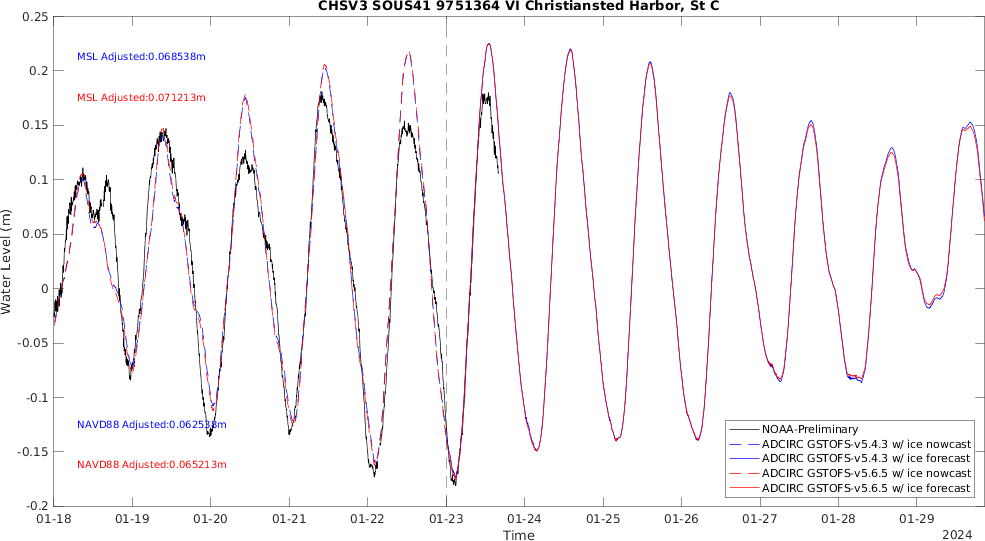 CHSV3 SOUS41 9751364 VI Christiansted Harbor, St C
0.25
0.2
0.15
0.1
0.05
0
-0.05
-0.1
-0.15
-0.2
Water Level (m)
MSL Adjusted:0.068538m
MSL Adjusted:0.071213m
NAVD88 Adjusted:0.062538m
NAVD88 Adjusted:0.065213m
NOAA-Preliminary
ADCIRC GSTOFS-v5.4.3 w/ ice nowcast
ADCIRC GSTOFS-v5.4.3 w/ ice forecast
ADCIRC GSTOFS-v5.6.5 w/ ice nowcast
ADCIRC GSTOFS-v5.6.5 w/ ice forecast
01-18 01-19 01-20 01-21 01-22 01-23 01-24 01-25 01-26 01-27 01-28 01-29
Time
2024